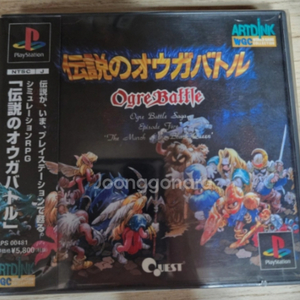 PlayStation
NTSC J
伝説が、いま、プレイステーションで甦る。
シミュレーションRPG
「伝説のオウガバトル」
¥5,800
ARTDINK
伝説のオウガバトル
Ogre Battle
Ogre Battle Saga
Episode Five
"The March of the Black Queen"
Joonggonara
QUEST
PlayStation